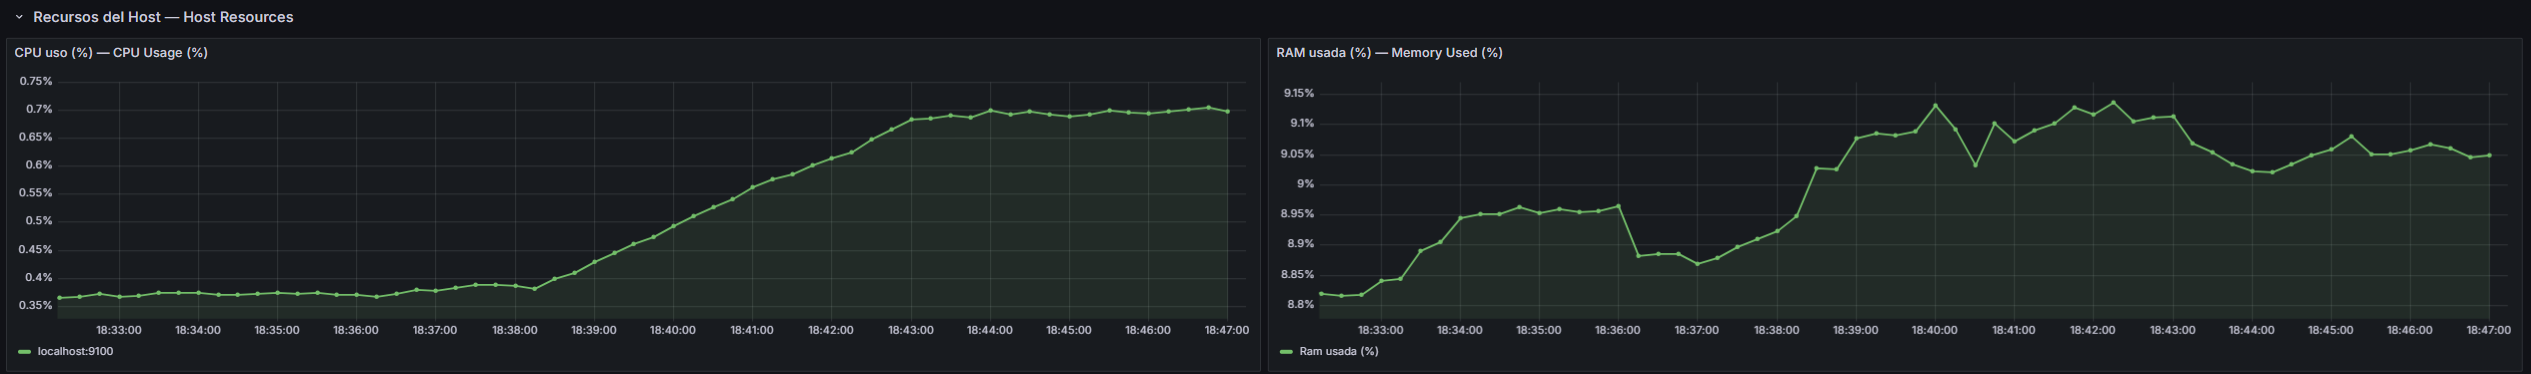 Recursos del Host — Host Resources
CPU uso (%) — CPU Usage (%)
0.75%
0.7%
0.65%
0.6%
0.55%
0.5%
0.45%
0.4%
0.35%
18:33:00 18:34:00 18:35:00 18:36:00 18:37:00 18:38:00 18:39:00 18:40:00 18:41:00 18:42:00 18:43:00 18:44:00 18:45:00 18:46:00 18:47:00
localhost:9100
RAM usada (%) — Memory Used (%)
9.15%
9.1%
9.05%
9%
8.95%
8.9%
8.85%
8.8%
18:33:00 18:34:00 18:35:00 18:36:00 18:37:00 18:38:00 18:39:00 18:40:00 18:41:00 18:42:00 18:43:00 18:44:00 18:45:00 18:46:00 18:47:00
Ram usada (%)